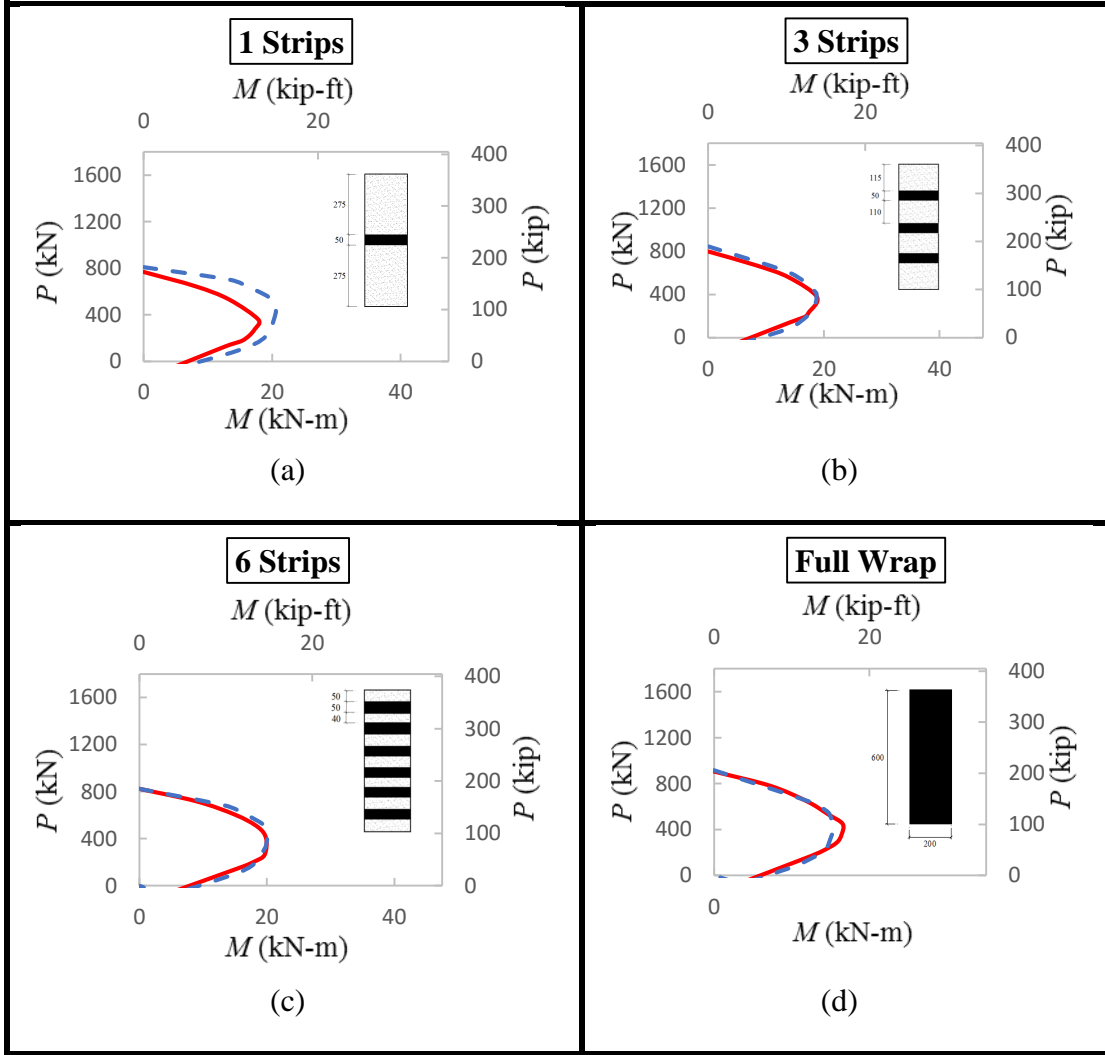 1 Strips
M (kip-ft)
0 20
1600
1200
800
400
0
P (kN)
400
300
200
100
0
P (kip)
275
50
275
0 20 40
M (kN-m)
(a)
3 Strips
M (kip-ft)
0 20
1600
1200
800
400
0
P (kN)
400
300
200
100
0
P (kip)
115
50
110
0 20 40
M (kN-m)
(b)
6 Strips
M (kip-ft)
0 20
1600
1200
800
400
0
P (kN)
400
300
200
100
0
P (kip)
50
50
40
0 20 40
M (kN-m)
(c)
Full Wrap
M (kip-ft)
0 20
1600
1200
800
400
0
P (kN)
400
300
200
100
0
P (kip)
600
200
0
M (kN-m)
(d)